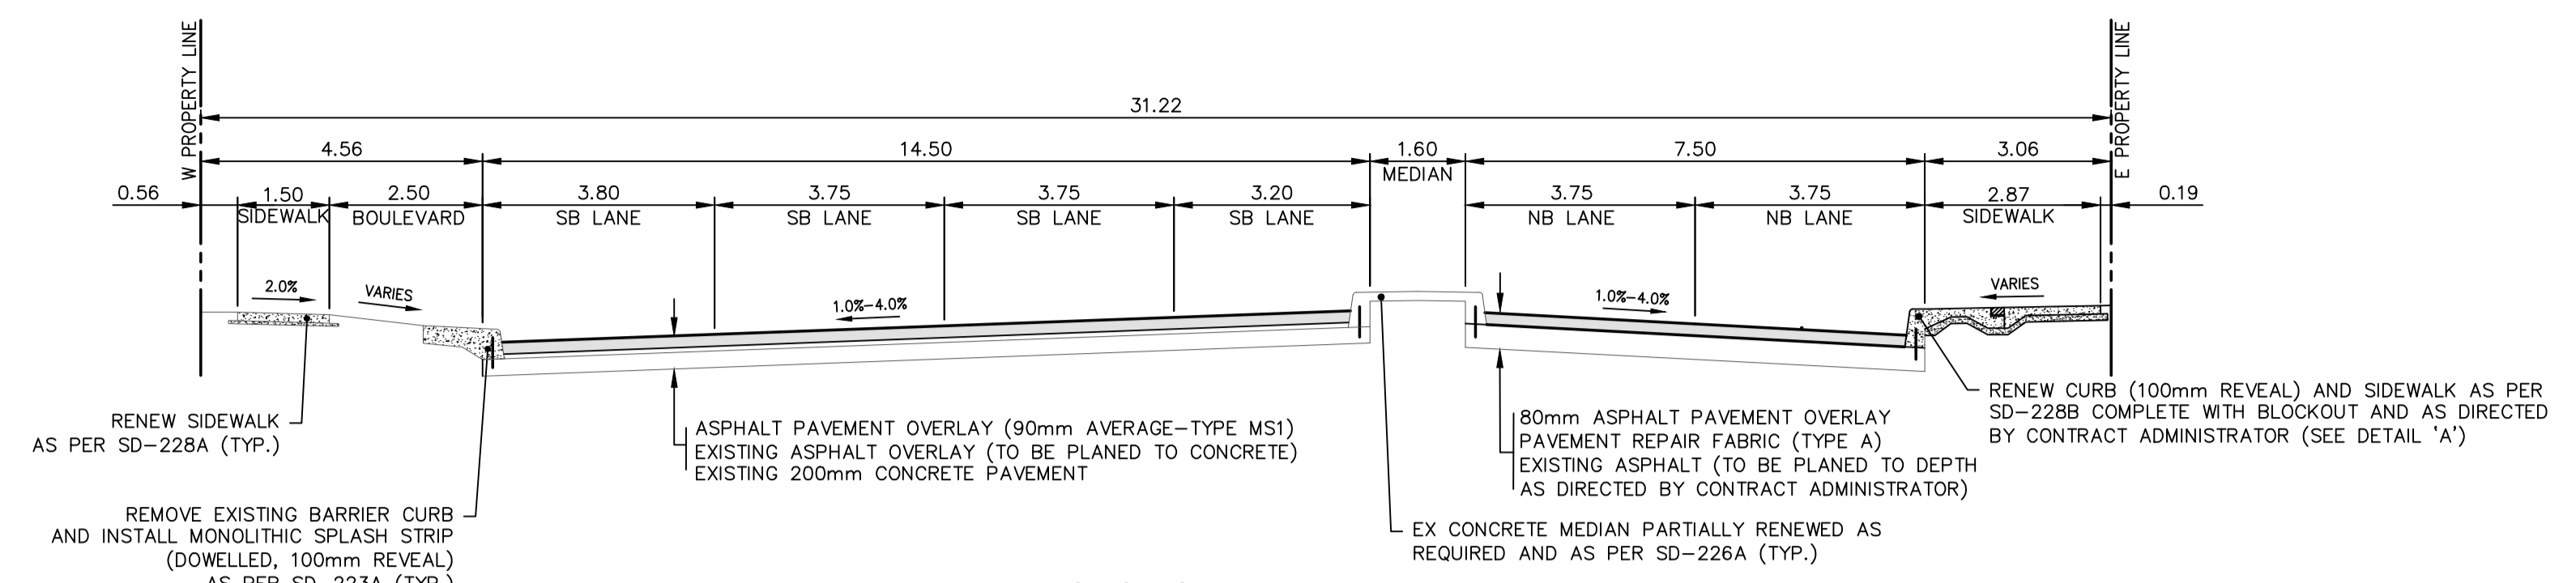 W PROPERTY LINE
E PROPERTY LINE
31.22
4.56
14.50
1.60
MEDIAN
7.50
3.06
0.56
1.50
SIDEWALK
2.50
BOULEVARD
3.80
SB LANE
3.75
SB LANE
3.75
SB LANE
3.20
SB LANE
3.75
NB LANE
3.75
NB LANE
2.87
SIDEWALK
0.19
2.0%
VARIES
1.0%-4.0%
1.0%-4.0%
VARIES
RENEW SIDEWALK
AS PER SD-228A (TYP.)
REMOVE EXISTING BARRIER CURB
AND INSTALL MONOLITHIC SPLASH STRIP
(DOWELLED, 100mm REVEAL)
AS PER SD-223A (TYP.)
ASPHALT PAVEMENT OVERLAY (90mm AVERAGE-TYPE MS1)
EXISTING ASPHALT OVERLAY (TO BE PLANED TO CONCRETE)
EXISTING 200mm CONCRETE PAVEMENT
EX CONCRETE MEDIAN PARTIALLY RENEWED AS
REQUIRED AND AS PER SD-226A (TYP.)
80mm ASPHALT PAVEMENT OVERLAY
PAVEMENT REPAIR FABRIC (TYPE A)
EXISTING ASPHALT (TO BE PLANED TO DEPTH
AS DIRECTED BY CONTRACT ADMINISTRATOR)
RENEW CURB (100mm REVEAL) AND SIDEWALK AS PER
SD-228B COMPLETE WITH BLOCKOUT AND AS DIRECTED
BY CONTRACT ADMINISTRATOR (SEE DETAIL 'A')